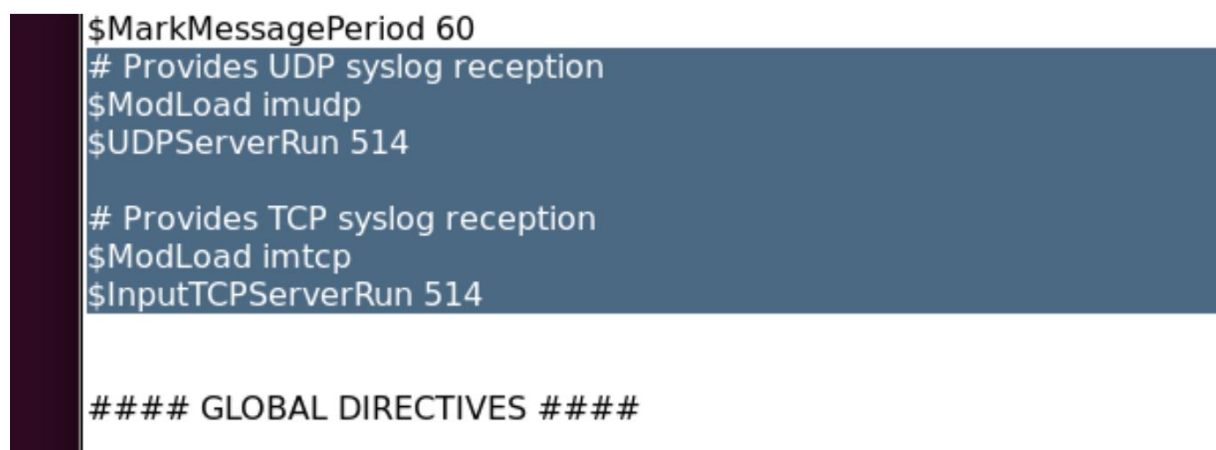 $MarkMessagePeriod 60
# Provides UDP syslog reception
$ModLoad imudp
$UDPServerRun 514
# Provides TCP syslog reception
$ModLoad imtcp
$InputTCPServerRun 514
#### GLOBAL DIRECTIVES ####